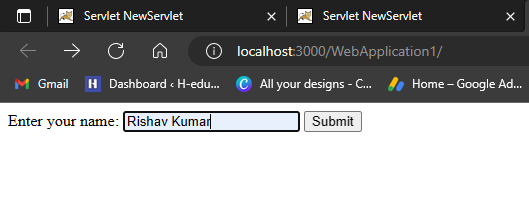 Servlet NewServlet Servlet NewServlet
localhost:3000/WebApplication1/
Gmail H Dashboard ‹ H-edu... C All your designs - C... Home – Google Ad...
Enter your name: Rishav Kumar Submit